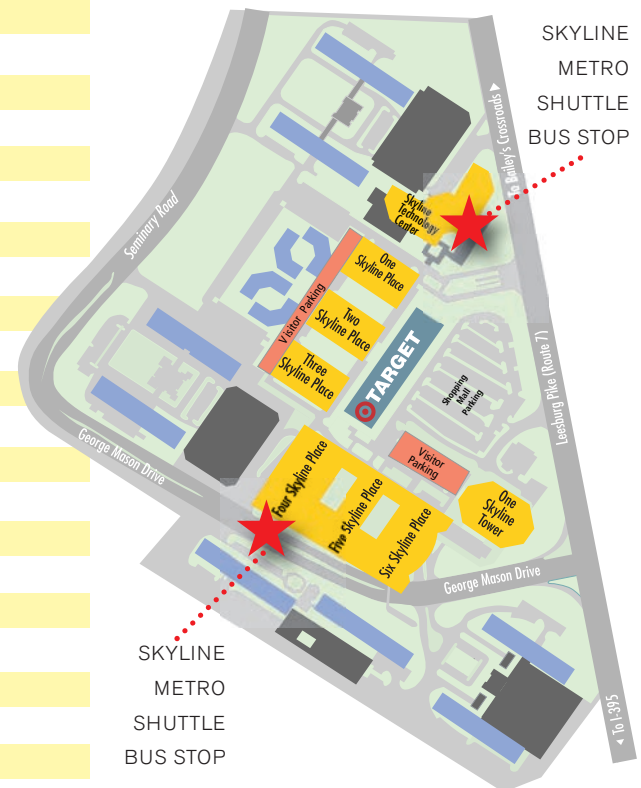 SKYLINE
METRO
SHUTTLE
BUS STOP
To Bailey's Crossroads
Seminary Road
Skyline
Technology
Center
One
Skyline Place
Visitor Parking
Two
Skyline Place
Three
Skyline Place
TARGET
Shopping
Mall
Parking
Leesburg Pike (Route 7)
George Mason Drive
Visitor
Parking
Four Skyline Place
Five Skyline Place
Six Skyline Place
One
Skyline
Tower
George Mason Drive
SKYLINE
METRO
SHUTTLE
BUS STOP
To I-395